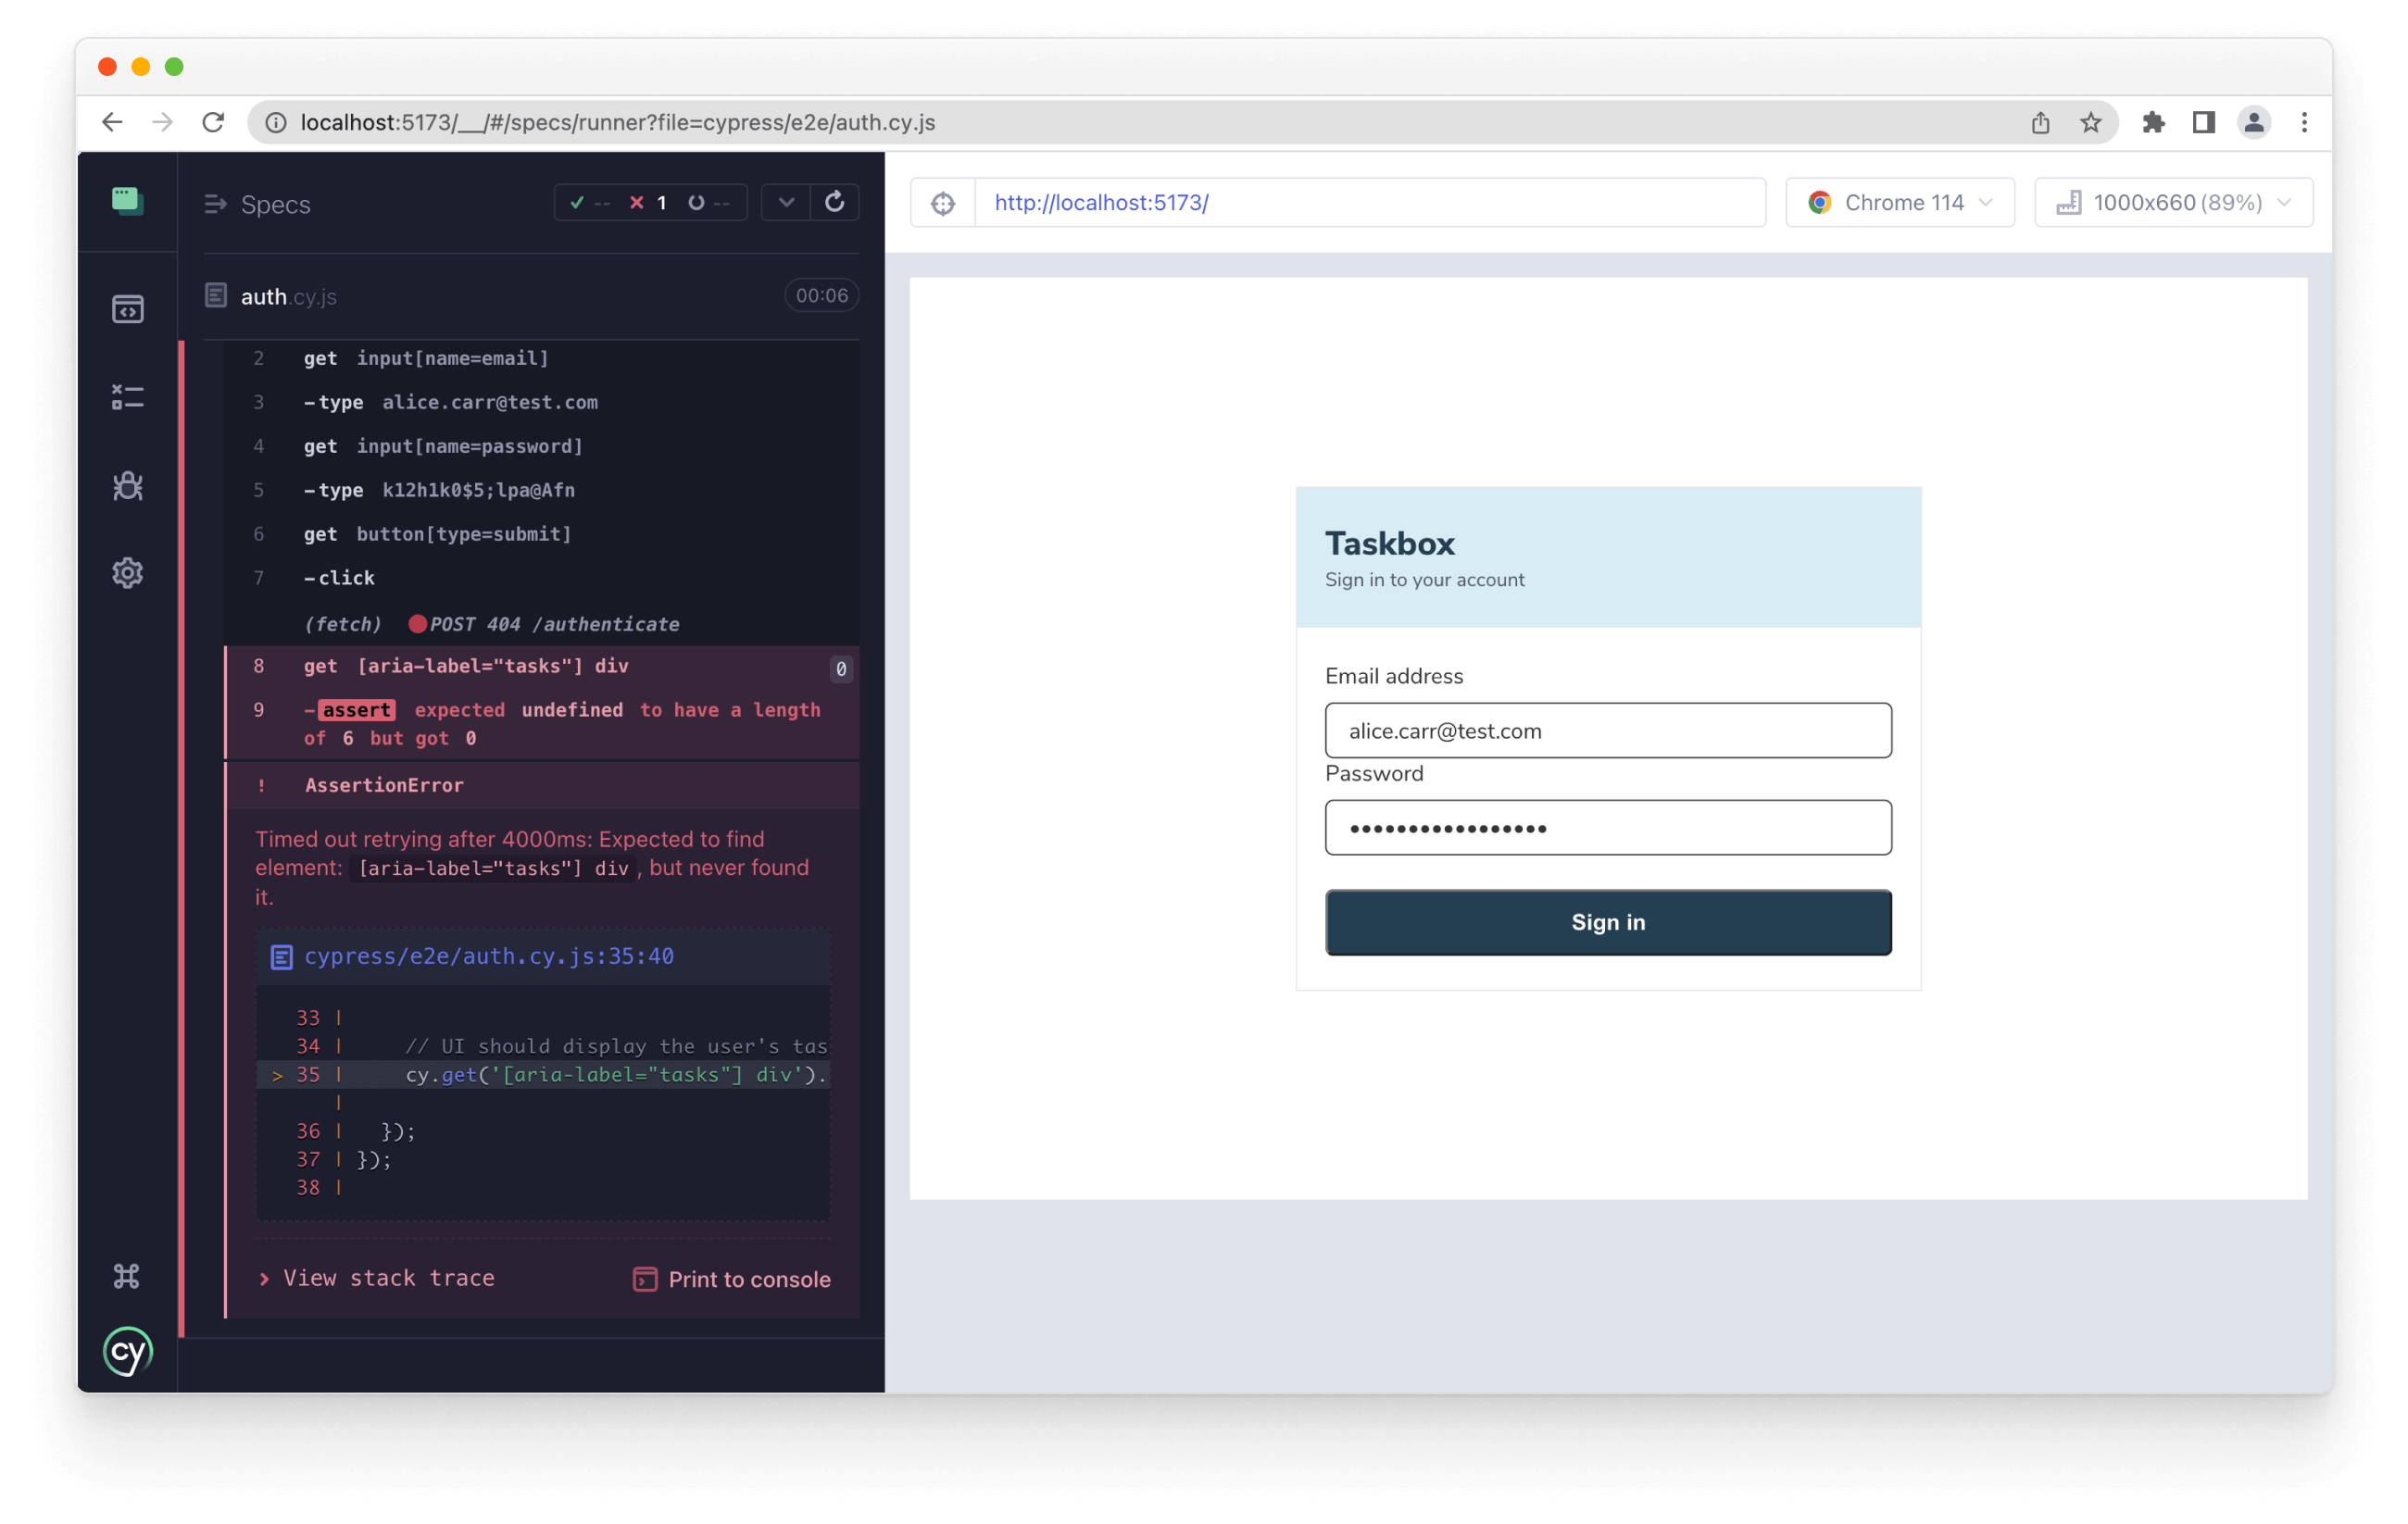 localhost:5173/__/#/specs/runner?file=cypress/e2e/auth.cy.js
Specs
-- 1 --
auth.cy.js 00:06
2 get input[name=email]
3 -type alice.carr@test.com
4 get input[name=password]
5 -type k12h1k0$5;lpa@Afn
6 get button[type=submit]
7 -click
(fetch) POST 404 /authenticate
8 get [aria-label="tasks"] div 0
9 -assert expected undefined to have a length
of 6 but got 0
! AssertionError
Timed out retrying after 4000ms: Expected to find
element: [aria-label="tasks"] div, but never found
it.
cypress/e2e/auth.cy.js:35:40
33 |
34 | // UI should display the user's tas
> 35 | cy.get('[aria-label="tasks"] div').
|
36 | });
37 | });
38 |
View stack trace
Print to console
cy
http://localhost:5173/
Chrome 114
1000x660 (89%)
Taskbox
Sign in to your account
Email address
alice.carr@test.com
Password
•••••••••••••••••
Sign in